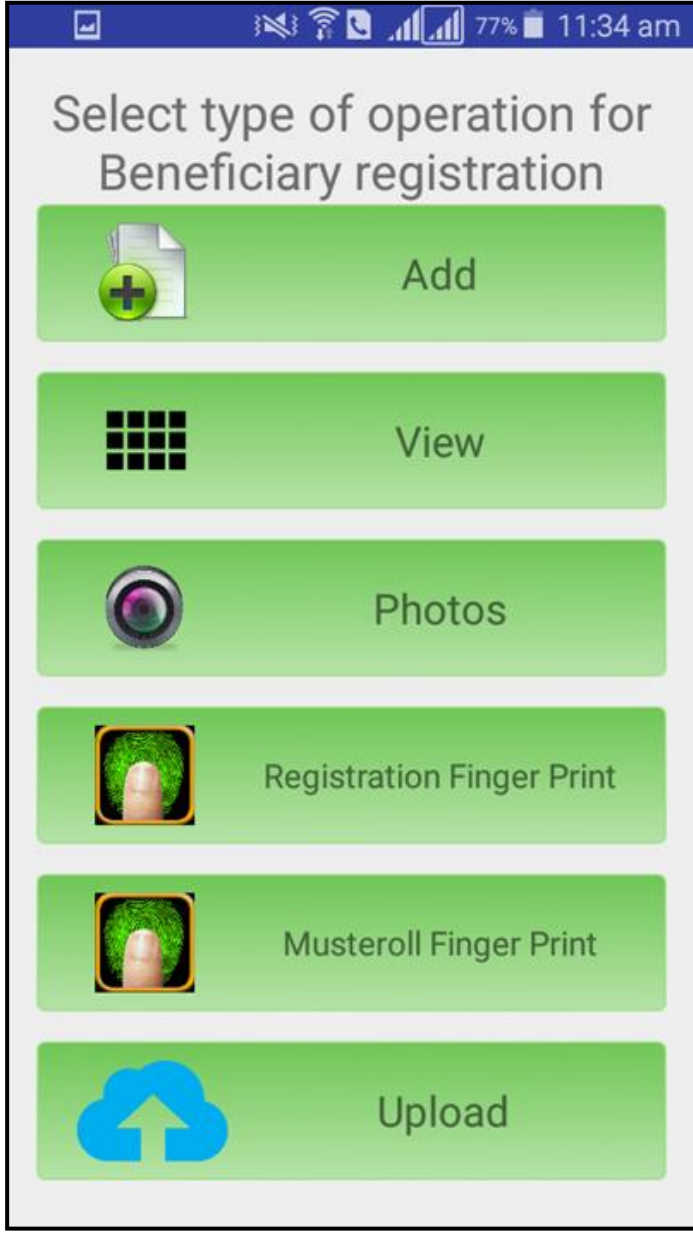 77% 11:34 am
Select type of operation for
Beneficiary registration
Add
View
Photos
Registration Finger Print
Musteroll Finger Print
Upload